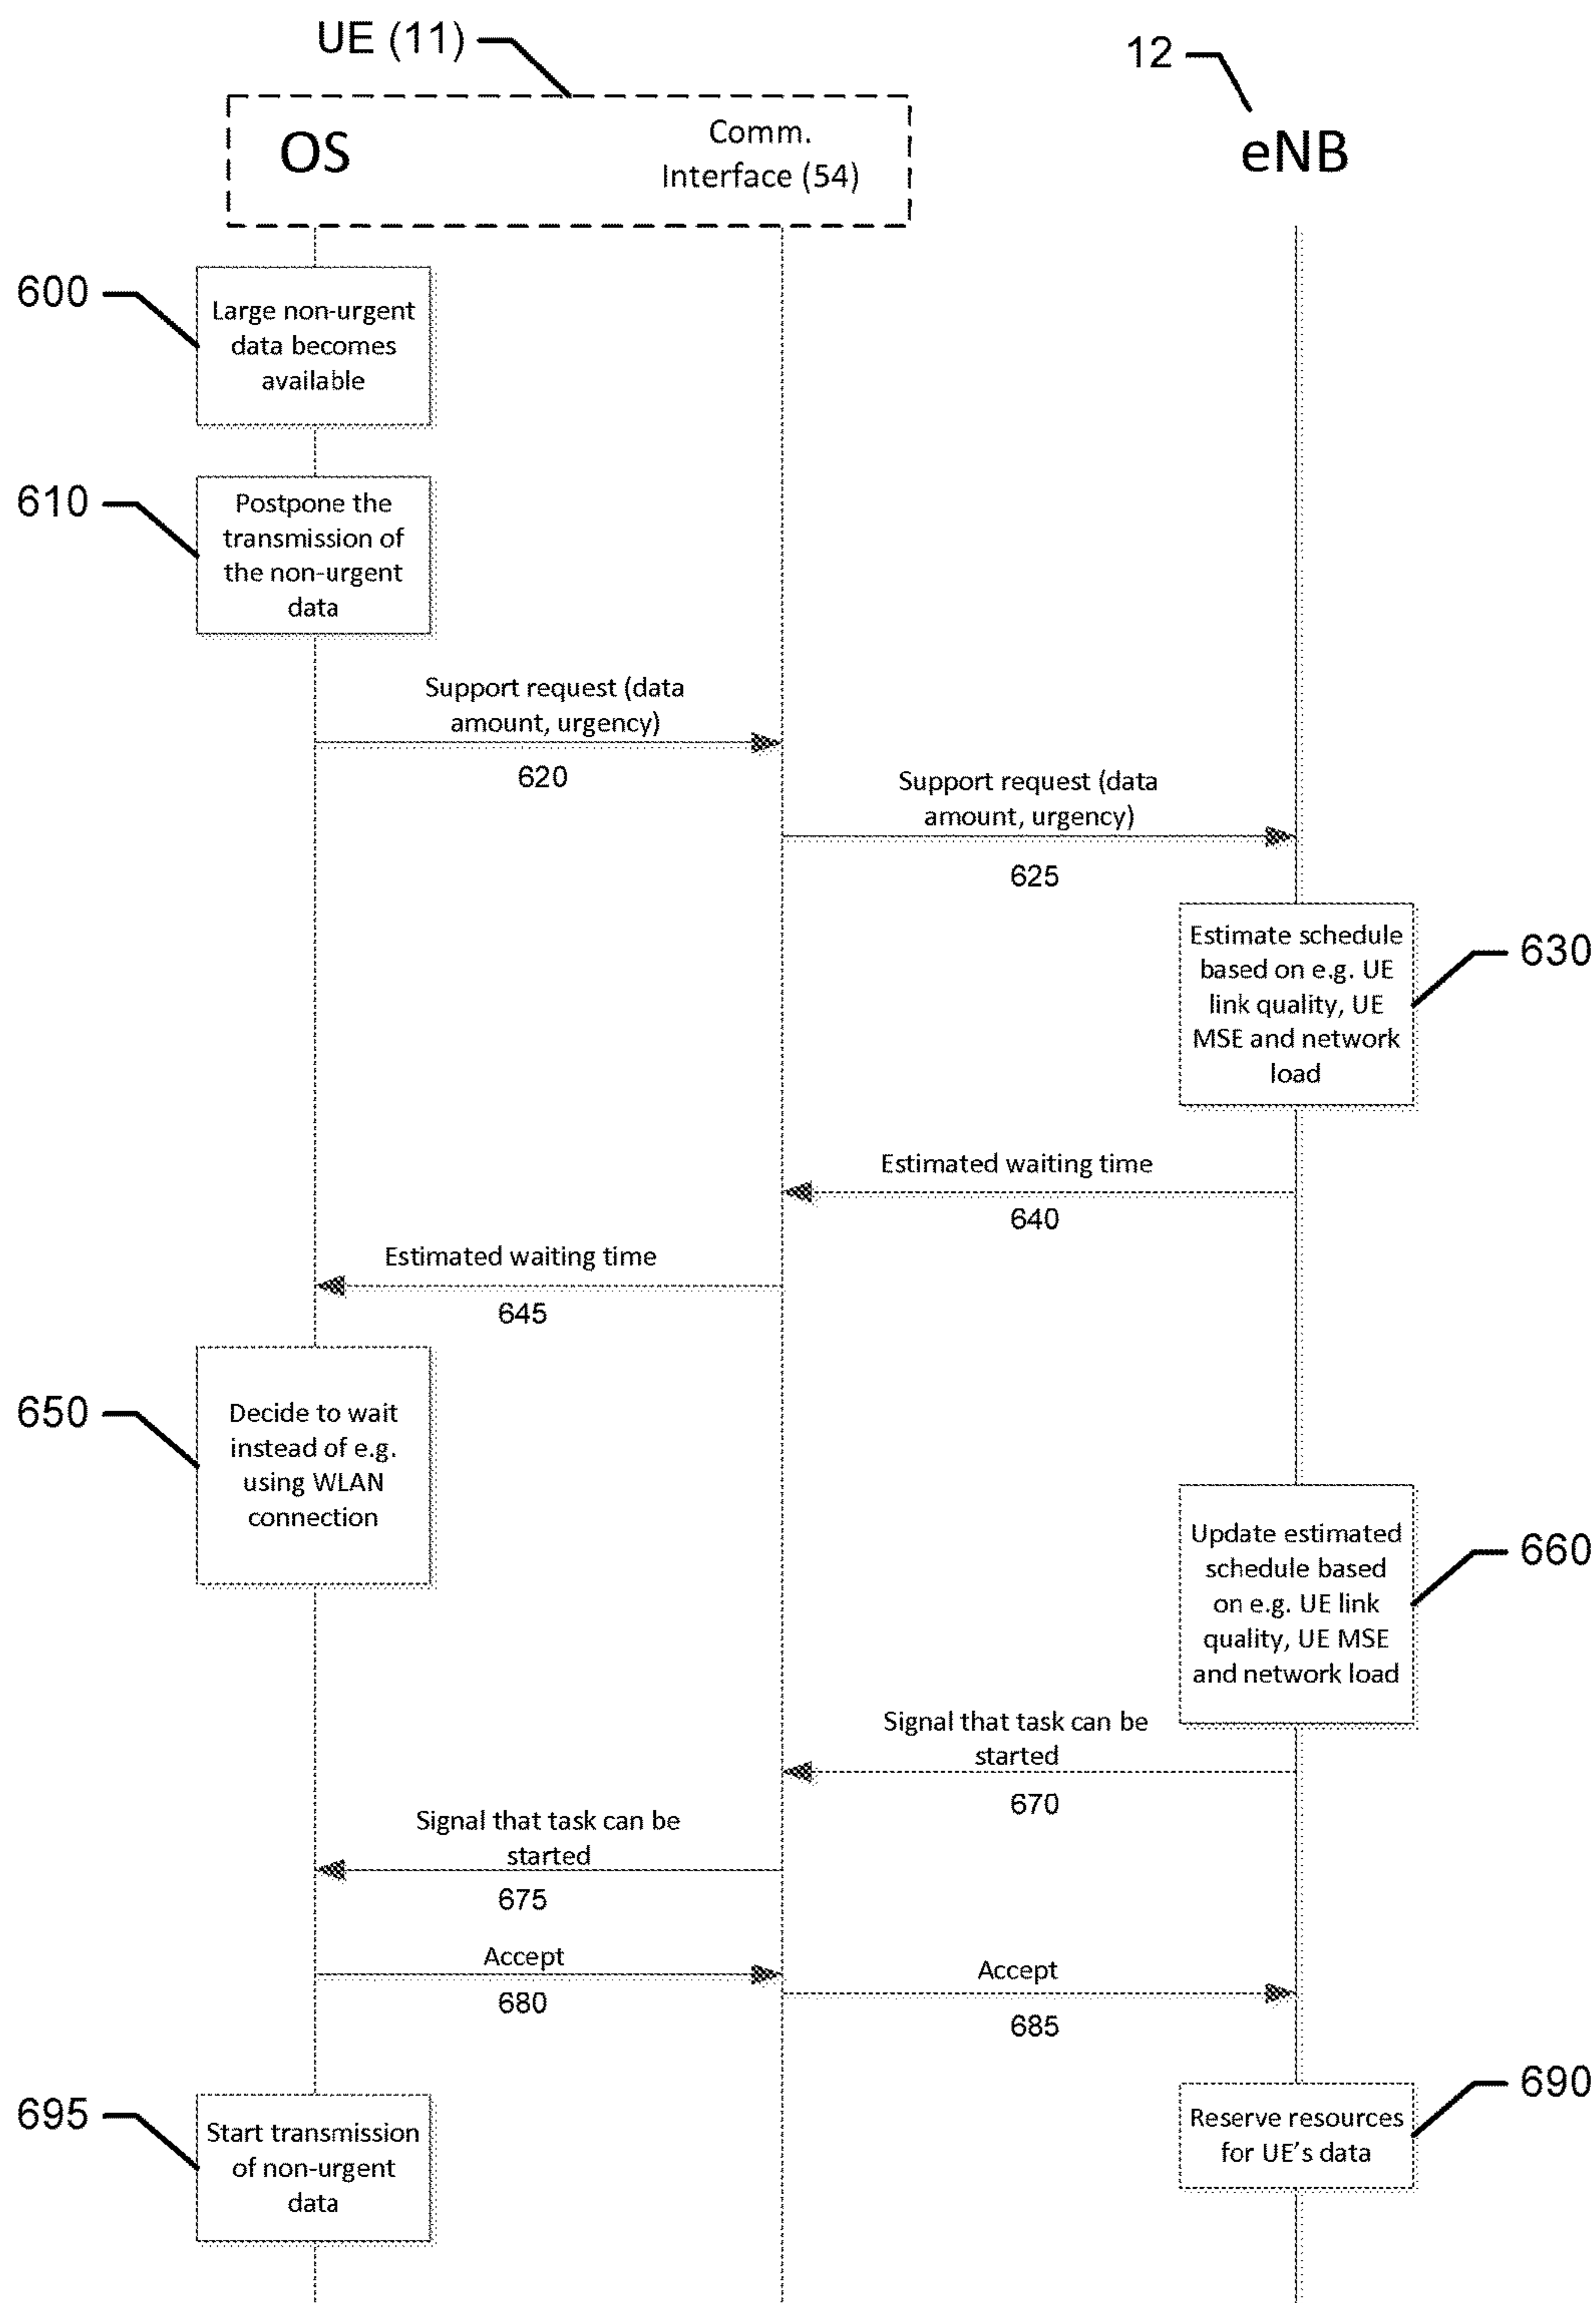 UE (11)
12
OS
Comm.
Interface (54)
eNB
600
Large non-urgent
data becomes
available
610
Postpone the
transmission of
the non-urgent
data
Support request (data
amount, urgency)
620
Support request (data
amount, urgency)
625
Estimate schedule
based on e.g. UE
link quality, UE
MSE and network
load
630
Estimated waiting time
640
Estimated waiting time
645
650
Decide to wait
instead of e.g.
using WLAN
connection
Update estimated
schedule based
on e.g. UE link
quality, UE MSE
and network load
660
Signal that task can be
started
670
Signal that task can be
started
675
Accept
680
Accept
685
695
Start transmission
of non-urgent
data
Reserve resources
for UE's data
690